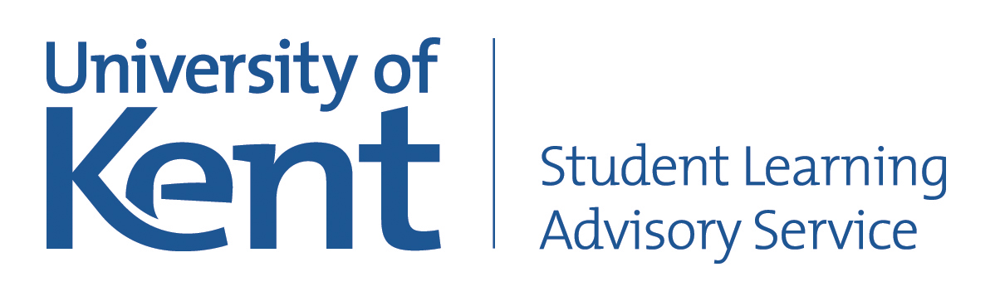 University of
Kent
Student Learning
Advisory Service